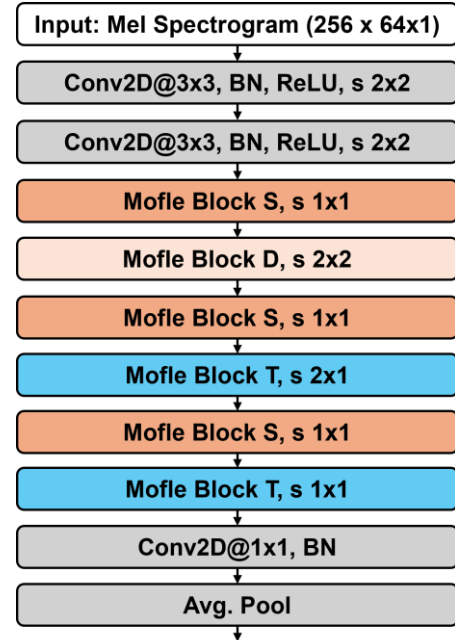 Input: Mel Spectrogram (256 x 64x1)
Conv2D@3x3, BN, ReLU, s 2x2
Conv2D@3x3, BN, ReLU, s 2x2
Mofle Block S, s 1x1
Mofle Block D, s 2x2
Mofle Block S, s 1x1
Mofle Block T, s 2x1
Mofle Block S, s 1x1
Mofle Block T, s 1x1
Conv2D@1x1, BN
Avg. Pool